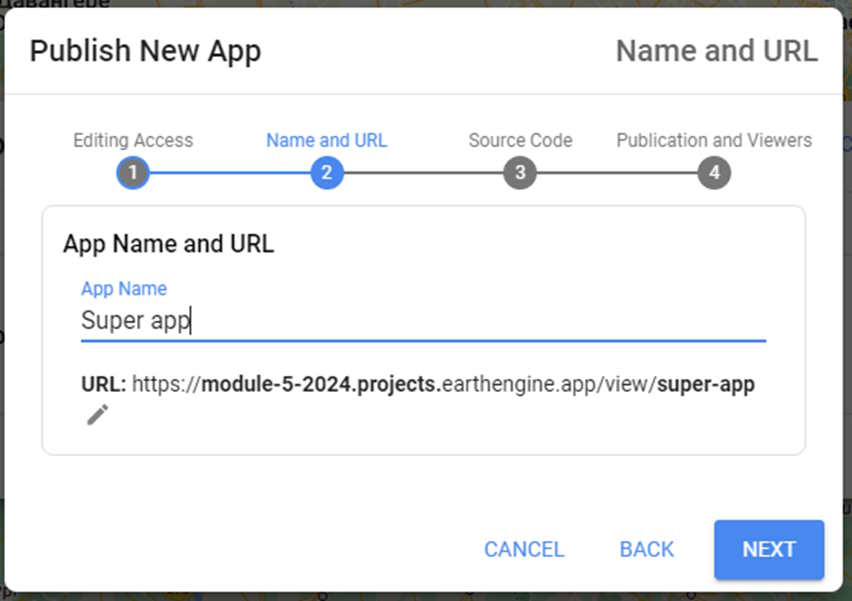 Publish New App
Name and URL
Editing Access
Name and URL
Source Code
Publication and Viewers
1
2
3
4
App Name and URL
App Name
Super app
URL: https://module-5-2024.projects.earthengine.app/view/super-app
CANCEL
BACK
NEXT